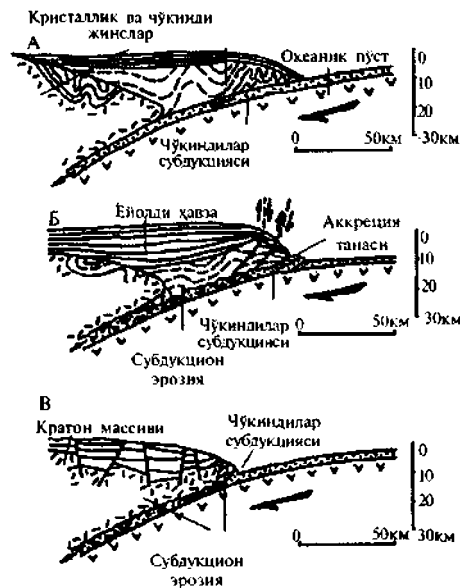 Кристаллик ва чўкинди
жинслар
А
Океаник пўст
0
10
20
-30км
Чўкиндилар
субдукцияси
0 50км
Б
Ёйолди ҳавза
Аккреция
танаси
0
10
20
30км
Чўкиндилар
субдукцияси
0 50км
Субдукцион
эрозия
В
Кратон массиви
Чўкиндилар
субдукцияси
0
10
20
30км
0 50км
Субдукцион
эрозия